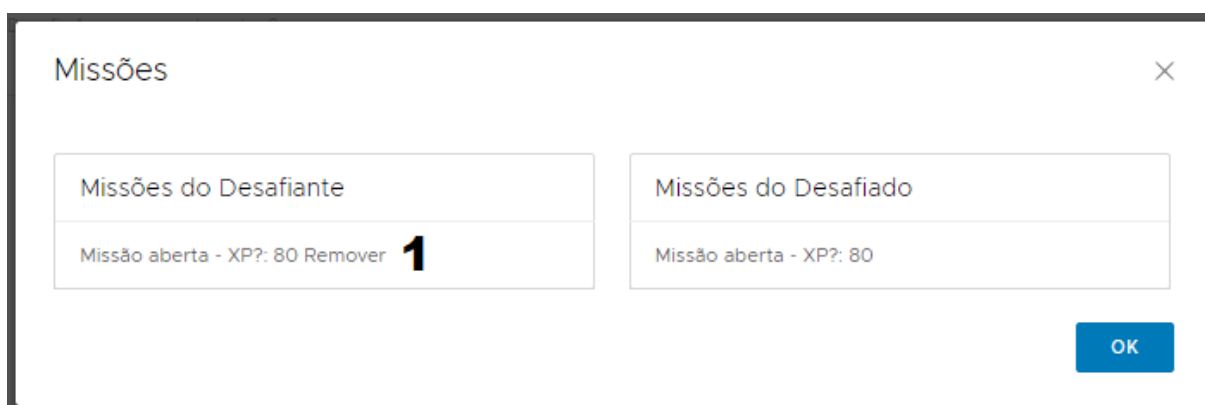 Missões
Missões do Desafiante
Missão aberta - XP?: 80 Remover 1
Missões do Desafiado
Missão aberta - XP?: 80
OK